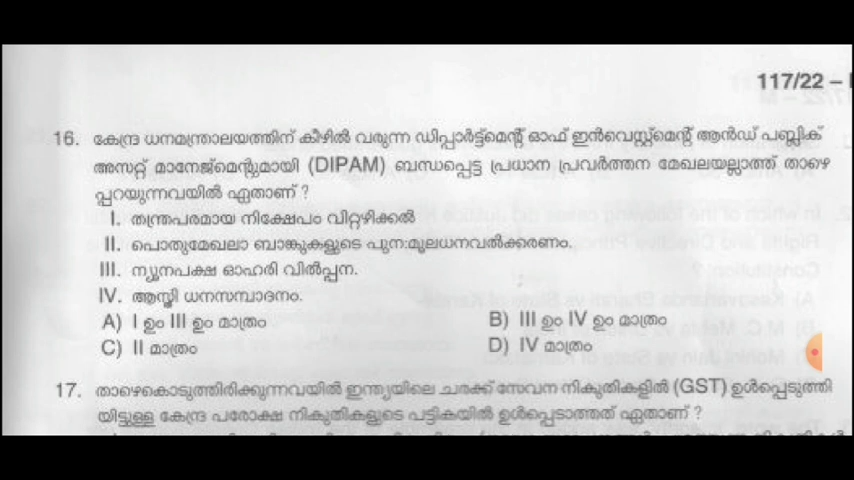 117/22 –
16. കേന്ദ്ര ധനമന്ത്രാലയത്തിന് കീഴിൽ വരുന്ന ഡിപ്പാർട്ട്മെന്റ് ഓഫ് ഇൻവെസ്റ്റ്മെന്റ് ആൻഡ് പബ്ലിക്
അസറ്റ് മാനേജ്മെന്റുമായി (DIPAM) ബന്ധപ്പെട്ട പ്രധാന പ്രവർത്തന മേഖലയല്ലാത്ത് താഴെ
പ്പറയുന്നവയിൽ ഏതാണ് ?
I. തന്ത്രപരമായ നിക്ഷേപം വിറ്റഴിക്കൽ
II. പൊതുമേഖലാ ബാങ്കുകളുടെ പുന:മൂലധനവൽക്കരണം.
III. ന്യൂനപക്ഷ ഓഹരി വിൽപ്പന.
IV. ആസ്തി ധനസമ്പാദനം.
A) I ഉം III ഉം മാത്രം B) III ഉം IV ഉം മാത്രം
C) II മാത്രം D) IV മാത്രം
17. താഴെകൊടുത്തിരിക്കുന്നവയിൽ ഇന്ത്യയിലെ ചരക്ക് സേവന നികുതികളിൽ (GST) ഉൾപ്പെടുത്തി
യിട്ടുള്ള കേന്ദ്ര പരോക്ഷ നികുതികളുടെ പട്ടികയിൽ ഉൾപ്പെടാത്തത് ഏതാണ് ?